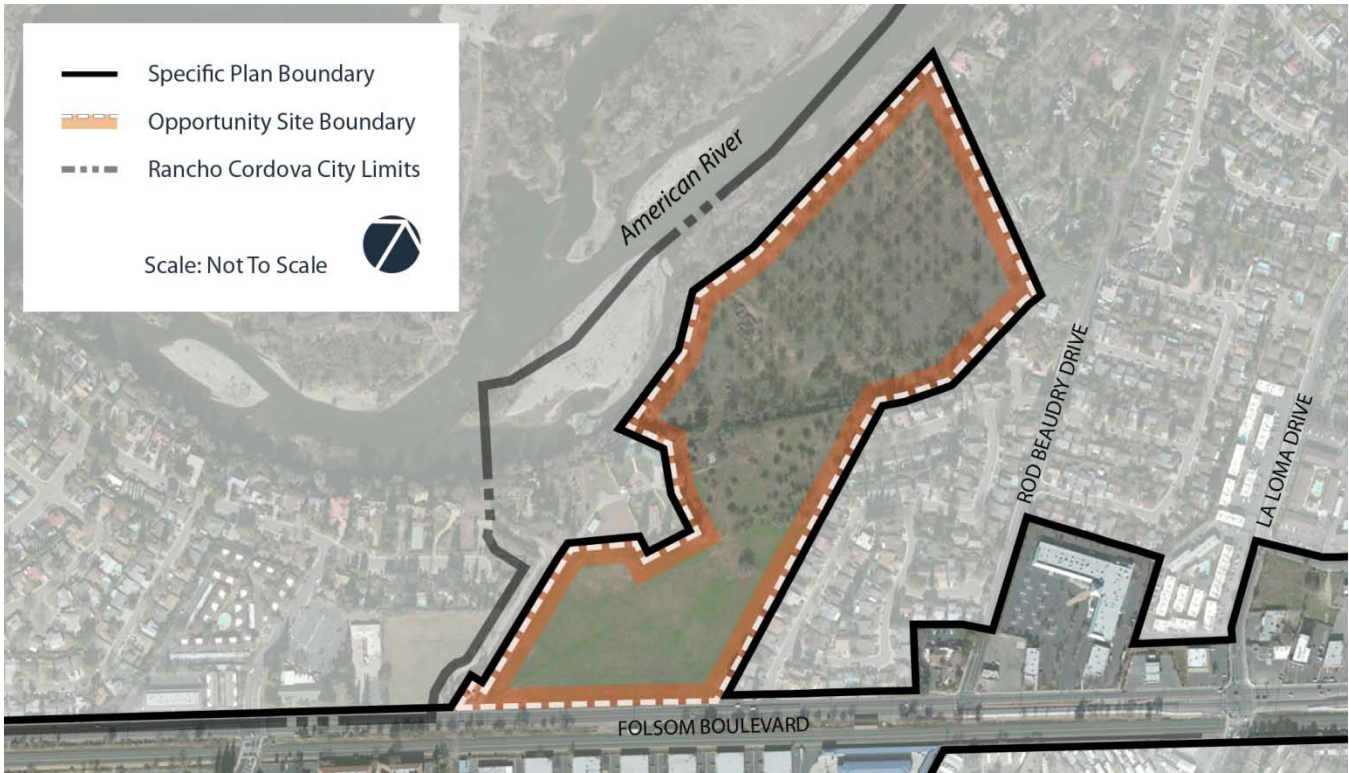 Specific Plan Boundary
Opportunity Site Boundary
Rancho Cordova City Limits
Scale: Not To Scale
American River
ROD BEAUDRY DRIVE
LA LOMA DRIVE
FOLSOM BOULEVARD